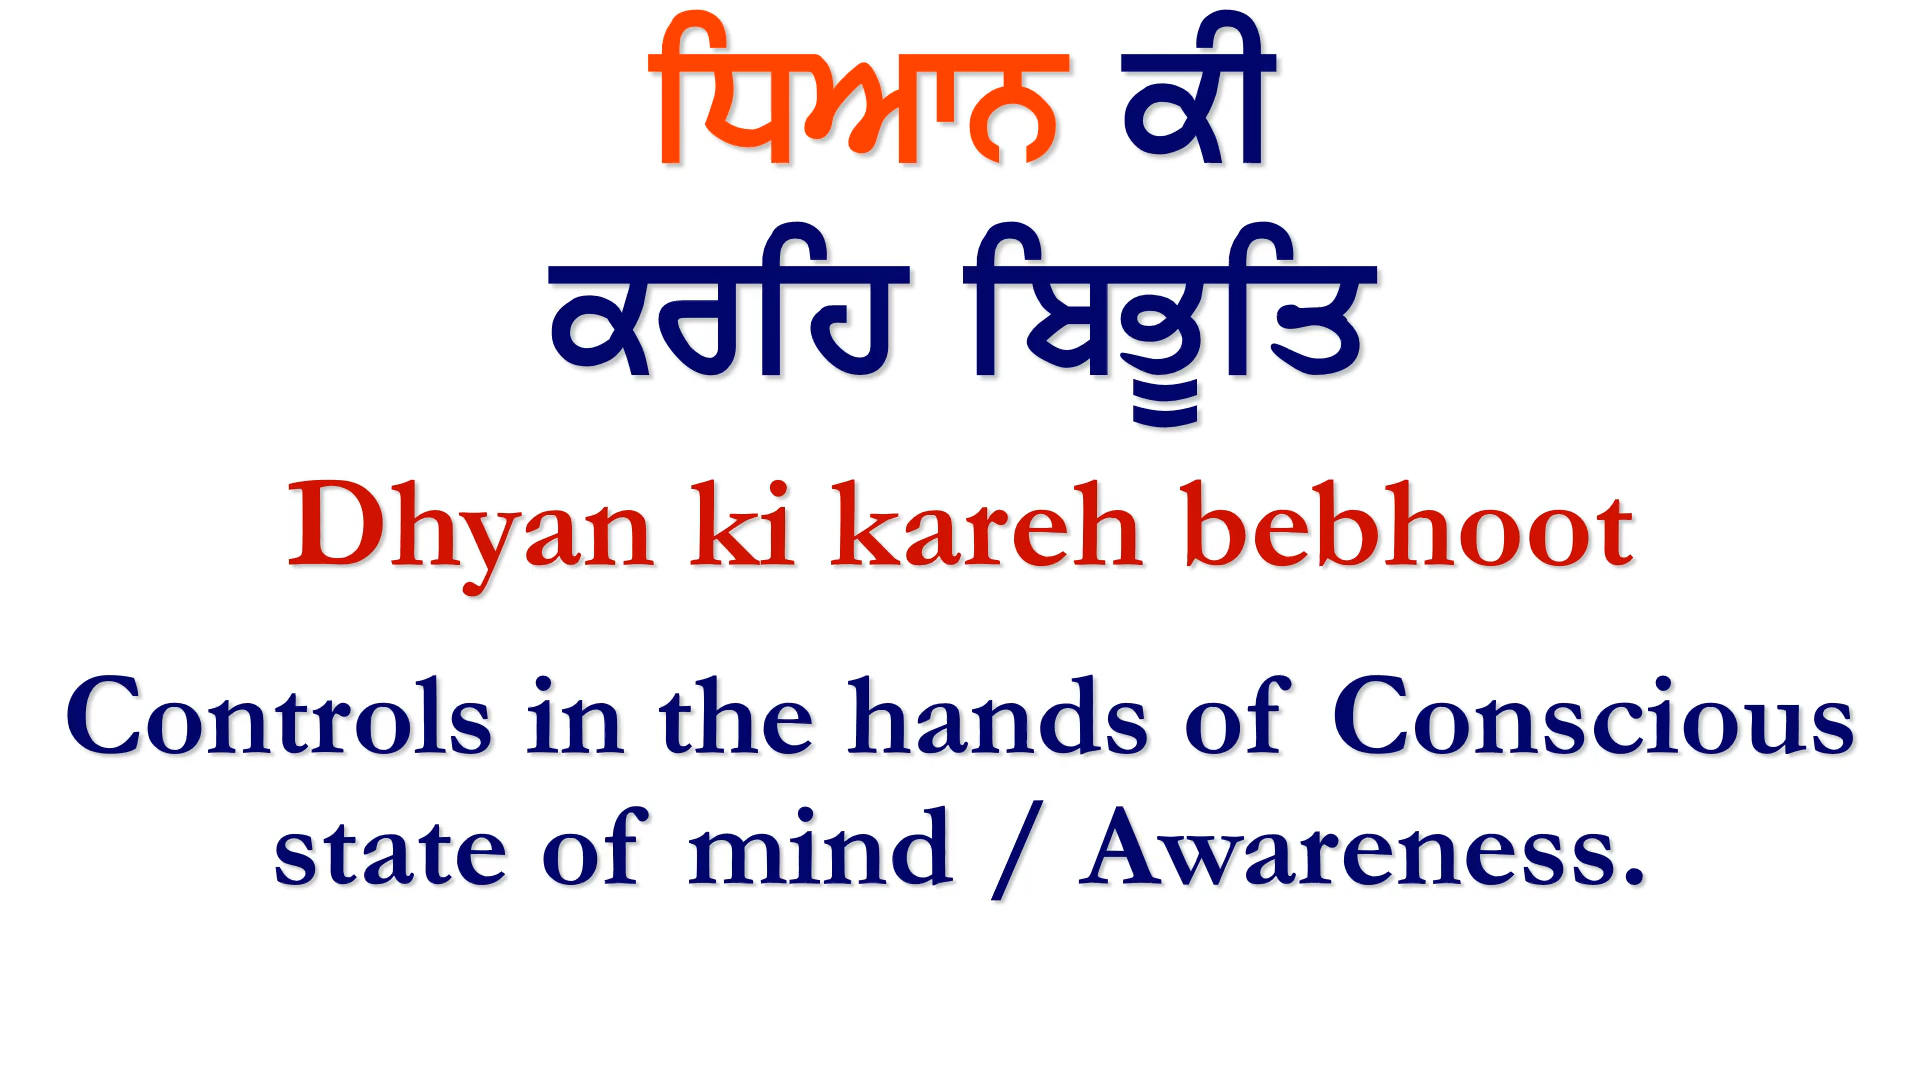 ਧਿਆਨ ਕੀ
ਕਰਹਿ ਬਿਭੂਤਿ
Dhyan ki kareh bebhoot
Controls in the hands of Conscious
state of mind / Awareness.